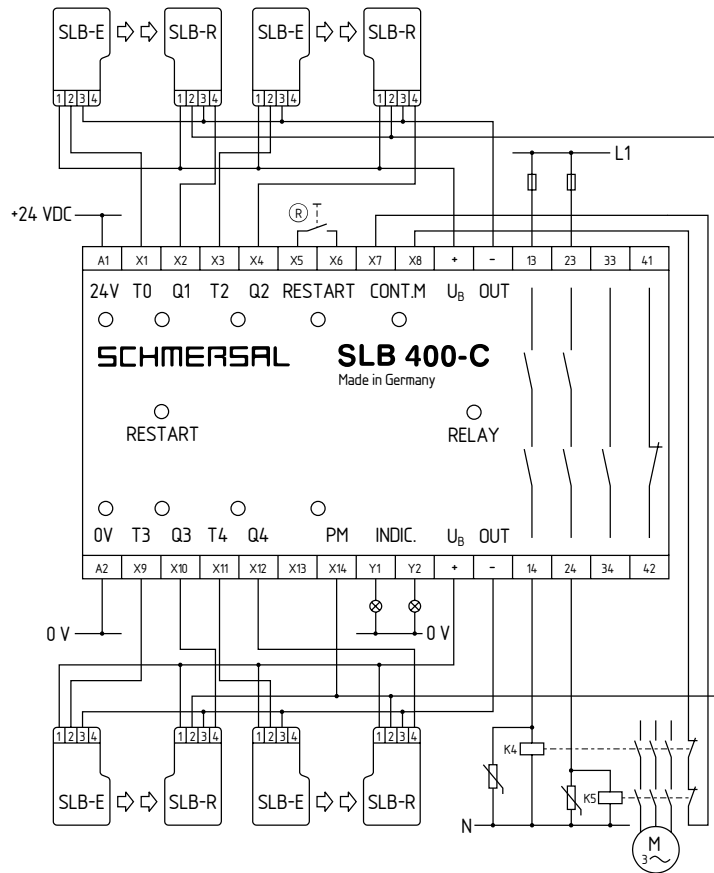 SLB-E SLB-R SLB-E SLB-R
1 2 3 4 1 2 3 4 1 2 3 4 1 2 3 4
L1
+24 VDC R
A1 X1 X2 X3 X4 X5 X6 X7 X8 + - 13 23 33 41
24V T0 Q1 T2 Q2 RESTART CONT.M UB OUT
SCHMERSAL SLB 400-C
Made in Germany
RESTART RELAY
0V T3 Q3 T4 Q4 PM INDIC. UB OUT
A2 X9 X10 X11 X12 X13 X14 Y1 Y2 + - 14 24 34 42
0 V 0 V
1 2 3 4 1 2 3 4 1 2 3 4 1 2 3 4
K4
SLB-E SLB-R SLB-E SLB-R K5
N
M
3~